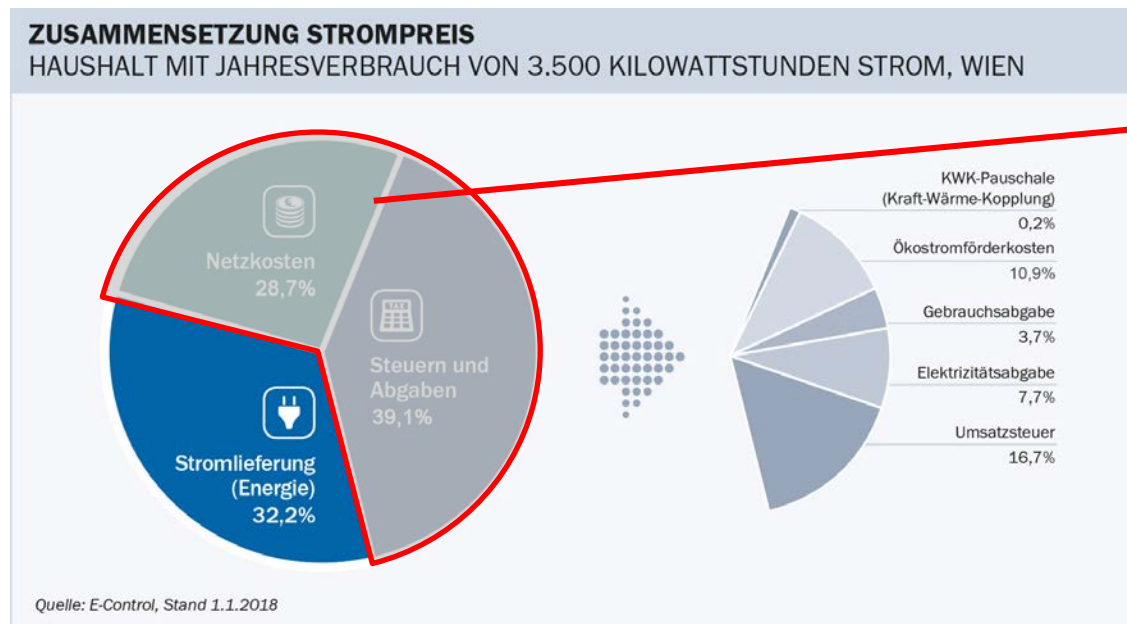 ZUSAMMENSETZUNG STROMPREIS
HAUSHALT MIT JAHRESVERBRAUCH VON 3.500 KILOWATTSTUNDEN STROM, WIEN
Netzkosten
28,7%
TAX
Steuern und
Abgaben
39,1%
Stromlieferung
(Energie)
32,2%
KWK-Pauschale
(Kraft-Wärme-Kopplung)
0,2%
Ökostromförderkosten
10,9%
Gebrauchsabgabe
3,7%
Elektrizitätsabgabe
7,7%
Umsatzsteuer
16,7%
Quelle: E-Control, Stand 1.1.2018